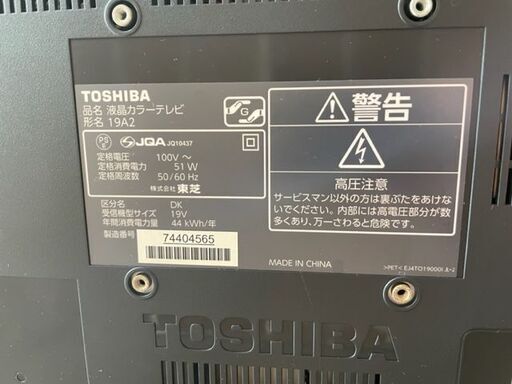 TOSHIBA
品名 液晶カラーテレビ
形名 19A2
G
PS
E
JQA JQ10437
定格電圧： 100V ～
定格消費電力： 51 W
定格周波数： 50/60 Hz
株式会社 東芝
区分名： DK
受信機型サイズ： 19V
年間消費電力量： 44 kWh/年
製造番号 74404565
警告
高圧注意
サービスマン以外の方は裏ぶたをあけな
いでください。内部には高電圧部分が数
多くあり、万一さわると危険です。
MADE IN CHINA
>PET<
TOSHIBA